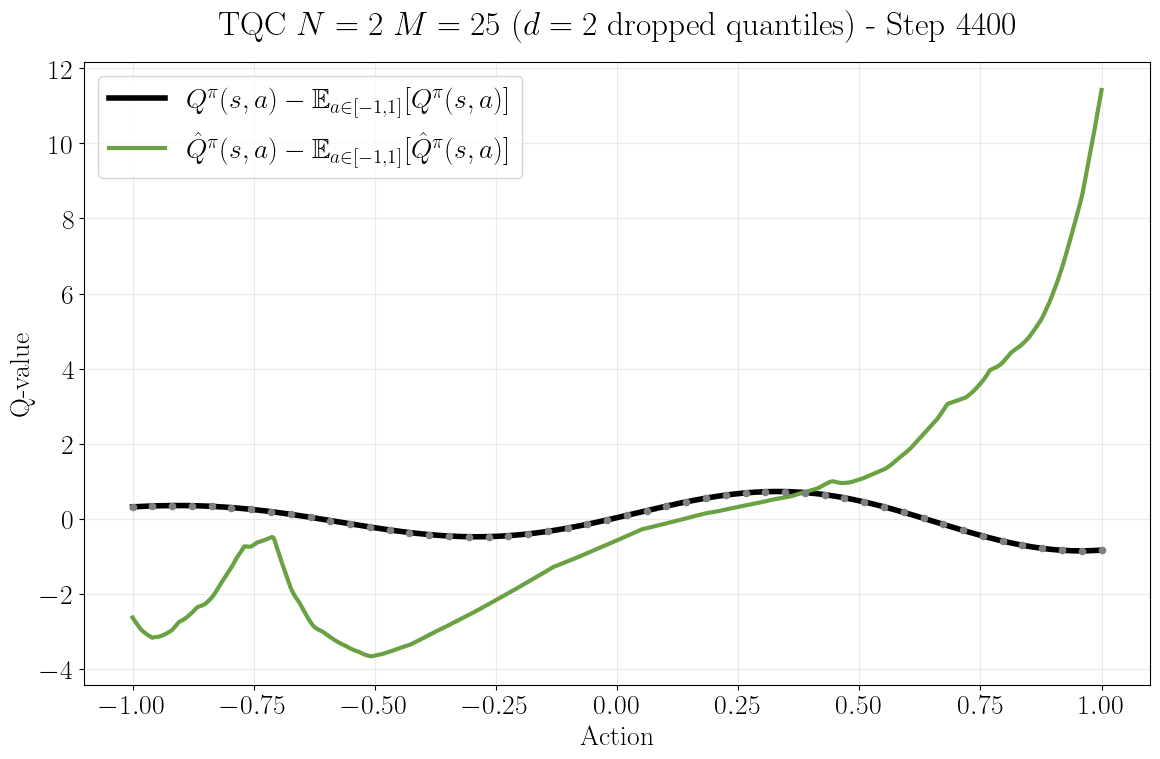 TQC N = 2 M = 25 (d = 2 dropped quantiles) - Step 4400
Q^π(s, a) − 𝔼_{a∈[−1,1]}[Q^π(s, a)]
Q̂^π(s, a) − 𝔼_{a∈[−1,1]}[Q̂^π(s, a)]
12
10
8
6
4
2
0
−2
−4
Q-value
−1.00 −0.75 −0.50 −0.25 0.00 0.25 0.50 0.75 1.00
Action